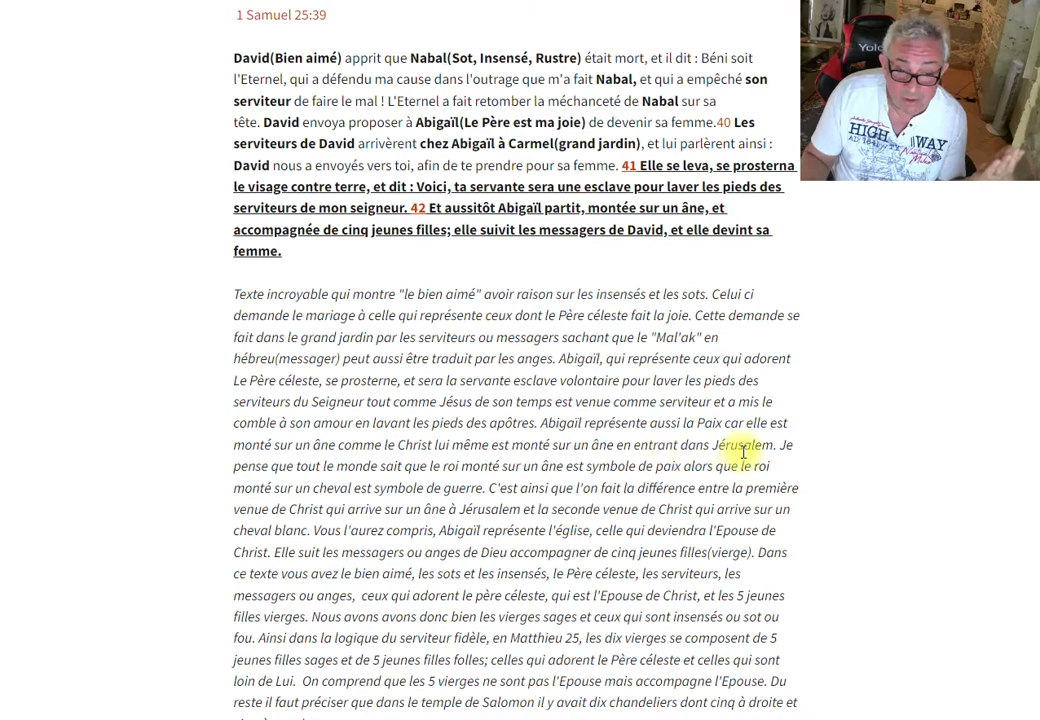 1 Samuel 25:39
David(Bien aimé) apprit que Nabal(Sot, Insensé, Rustre) était mort, et il dit : Béni soit
l'Eternel, qui a défendu ma cause dans l'outrage que m'a fait Nabal, et qui a empêché son
serviteur de faire le mal ! L'Eternel a fait retomber la méchanceté de Nabal sur sa
tête. David envoya proposer à Abigaïl(Le Père est ma joie) de devenir sa femme.40 Les
serviteurs de David arrivèrent chez Abigaïl à Carmel(grand jardin), et lui parlèrent ainsi :
David nous a envoyés vers toi, afin de te prendre pour sa femme. 41 Elle se leva, se prosterna
le visage contre terre, et dit : Voici, ta servante sera une esclave pour laver les pieds des
serviteurs de mon seigneur. 42 Et aussitôt Abigaïl partit, montée sur un âne, et
accompagnée de cinq jeunes filles; elle suivit les messagers de David, et elle devint sa
femme.
Texte incroyable qui montre "le bien aimé" avoir raison sur les insensés et les sots. Celui ci
demande le mariage à celle qui représente ceux dont le Père céleste fait la joie. Cette demande se
fait dans le grand jardin par les serviteurs ou messagers sachant que le "Mal'ak" en
hébreu(messager) peut aussi être traduit par les anges. Abigaïl, qui représente ceux qui adorent
Le Père céleste, se prosterne, et sera la servante esclave volontaire pour laver les pieds des
serviteurs du Seigneur tout comme Jésus de son temps est venue comme serviteur et a mis le
comble à son amour en lavant les pieds des apôtres. Abigaïl représente aussi la Paix car elle est
monté sur un âne comme le Christ lui même est monté sur un âne en entrant dans Jérusalem. Je
pense que tout le monde sait que le roi monté sur un âne est symbole de paix alors que le roi
monté sur un cheval est symbole de guerre. C'est ainsi que l'on fait la différence entre la première
venue de Christ qui arrive sur un âne à Jérusalem et la seconde venue de Christ qui arrive sur un
cheval blanc. Vous l'aurez compris, Abigaïl représente l'église, celle qui deviendra l'Epouse de
Christ. Elle suit les messagers ou anges de Dieu accompagner de cinq jeunes filles(vierge). Dans
ce texte vous avez le bien aimé, les sots et les insensés, le Père céleste, les serviteurs, les
messagers ou anges, ceux qui adorent le père céleste, qui est l'Epouse de Christ, et les 5 jeunes
filles vierges. Nous avons avons donc bien les vierges sages et ceux qui sont insensés ou sot ou
fou. Ainsi dans la logique du serviteur fidèle, en Matthieu 25, les dix vierges se composent de 5
jeunes filles sages et de 5 jeunes filles folles; celles qui adorent le Père céleste et celles qui sont
loin de Lui. On comprend que les 5 vierges ne sont pas l'Epouse mais accompagne l'Epouse. Du
reste il faut préciser que dans le temple de Salomon il y avait dix chandeliers dont cinq à droite et
HIGH WAY